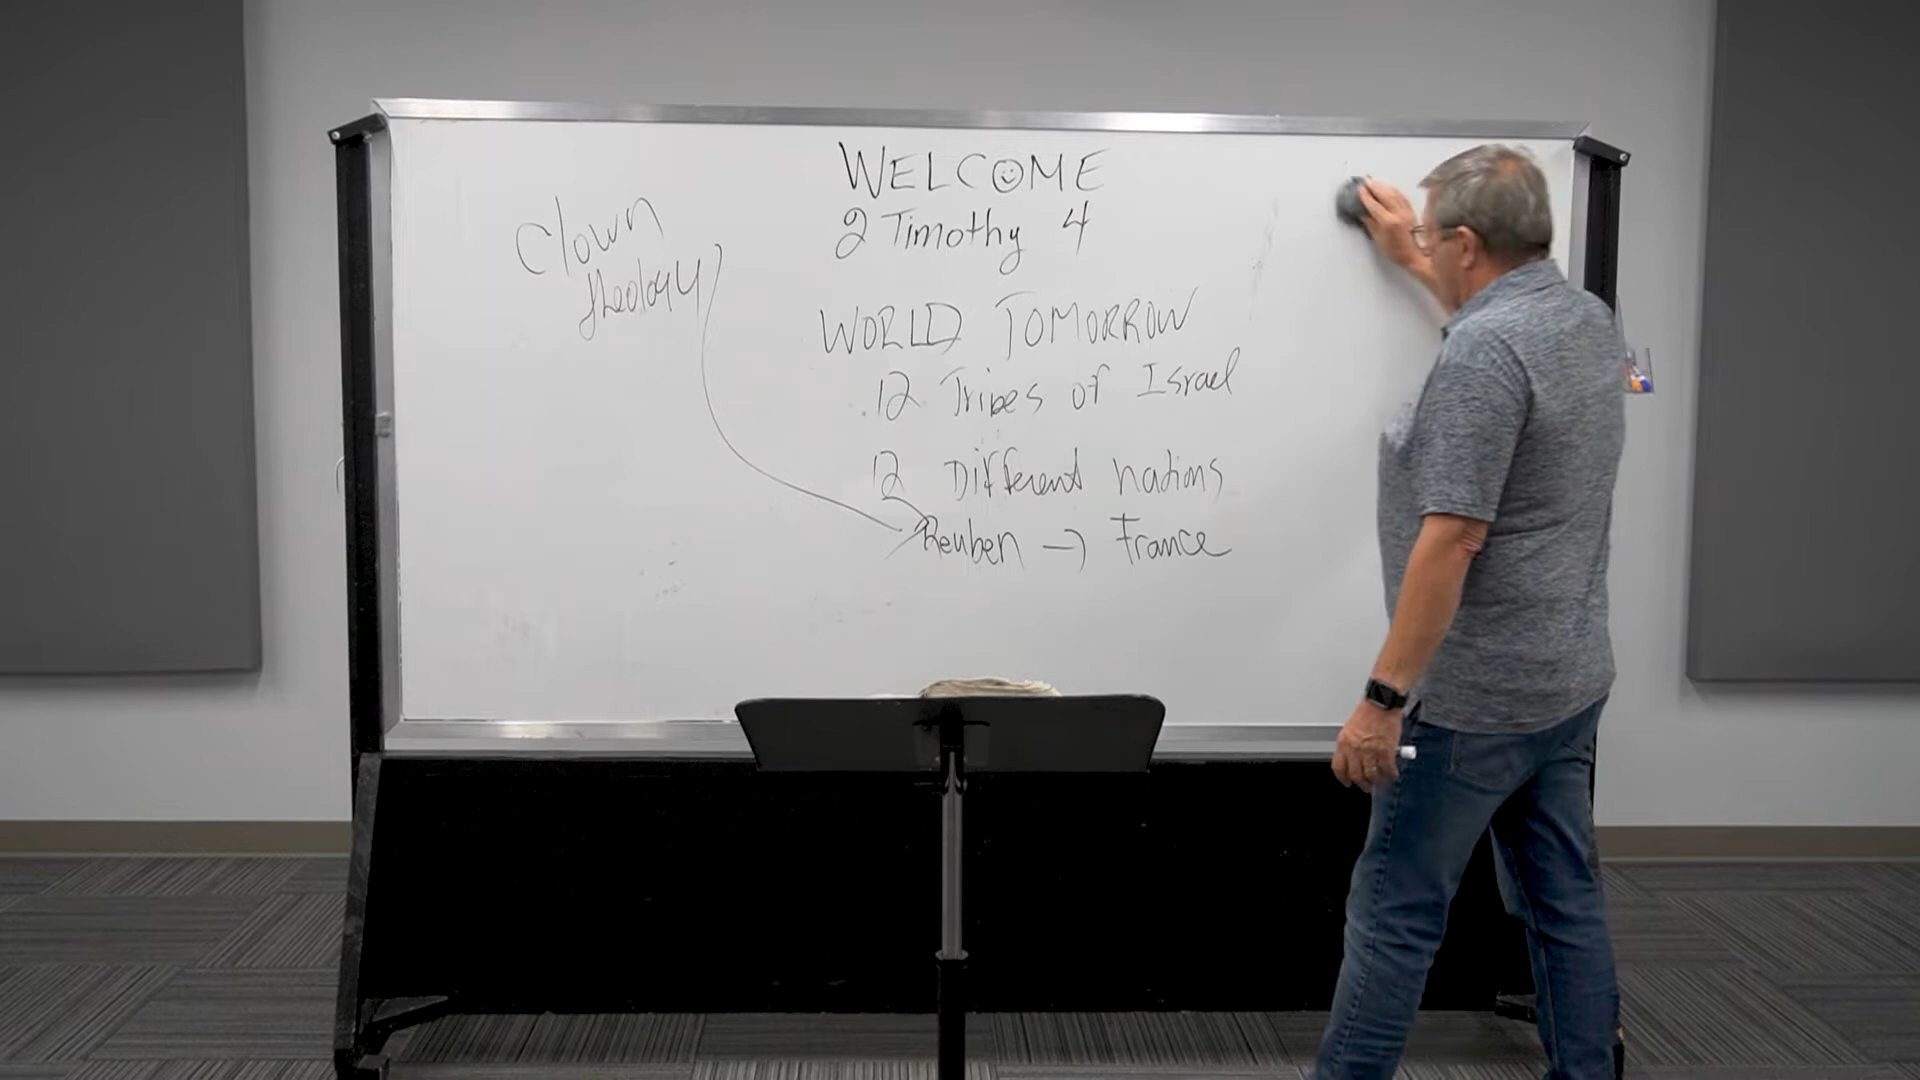 WELCOME
2 Timothy 4
Clown
theology
WORLD TOMORROW
12 Tribes of Israel
12 Different nations
Reuben → France